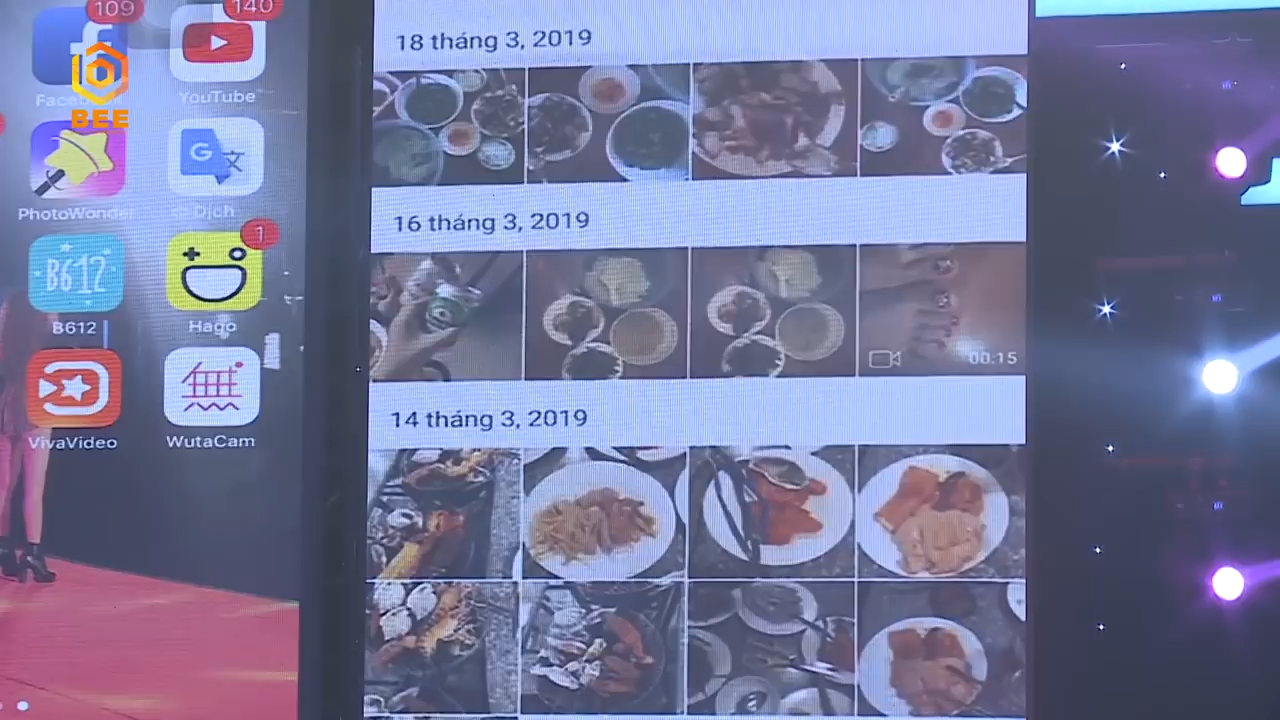 109
140
Facebook
YouTube
BEE
PhotoWonder
Dịch
1
B612
B612
Hago
VivaVideo
WutaCam
18 tháng 3, 2019
16 tháng 3, 2019
00:15
14 tháng 3, 2019